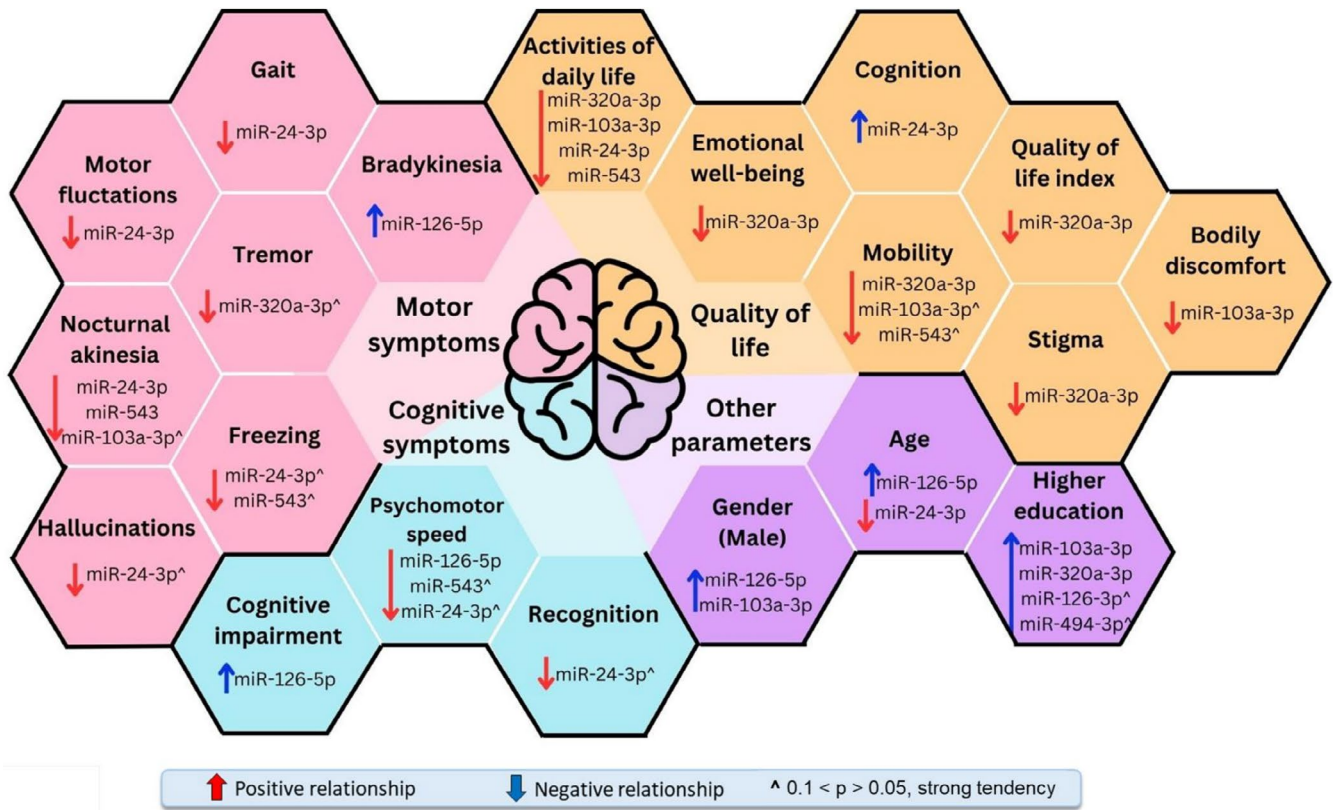 Gait
miR-24-3p
Motor
fluctations
miR-24-3p
Bradykinesia
miR-126-5p
Tremor
miR-320a-3p^
Nocturnal
akinesia
miR-24-3p
miR-543
miR-103a-3p^
Freezing
miR-24-3p^
miR-543^
Hallucinations
miR-24-3p^
Motor
symptoms
Activities of
daily life
miR-320a-3p
miR-103a-3p
miR-24-3p
miR-543
Emotional
well-being
miR-320a-3p
Cognition
miR-24-3p
Quality of
life index
miR-320a-3p
Mobility
miR-320a-3p
miR-103a-3p^
miR-543^
Bodily
discomfort
miR-103a-3p
Stigma
miR-320a-3p
Quality of
life
Cognitive
symptoms
Psychomotor
speed
miR-126-5p
miR-543^
miR-24-3p^
Cognitive
impairment
miR-126-5p
Recognition
miR-24-3p^
Other
parameters
Age
miR-126-5p
miR-24-3p
Gender
(Male)
miR-126-5p
miR-103a-3p
Higher
education
miR-103a-3p
miR-320a-3p
miR-126-3p^
miR-494-3p^
Positive relationship
Negative relationship
^ 0.1 < p > 0.05, strong tendency